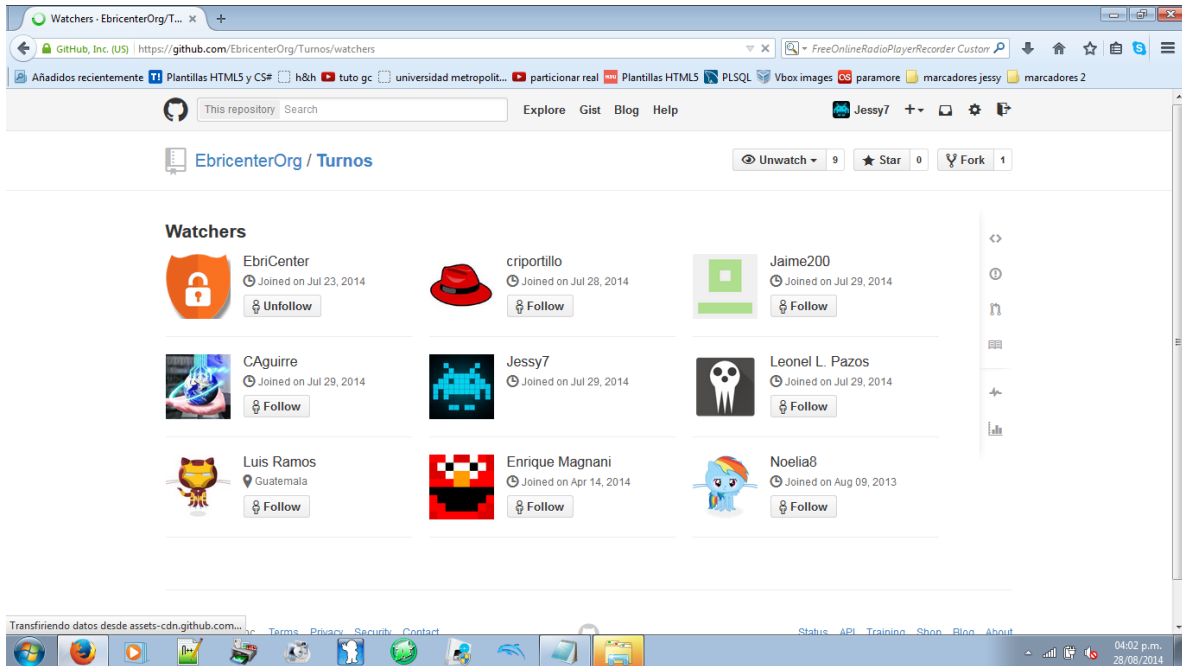 Watchers · EbricenterOrg/T...
GitHub, Inc. (US) https://github.com/EbricenterOrg/Turnos/watchers
FreeOnlineRadioPlayerRecorder Custom
Añadidos recientemente T! Plantillas HTML5 y CS# h&h tuto gc universidad metropolit... particionar real Plantillas HTML5 PLSQL Vbox images OS paramore marcadores jessy marcadores 2
This repository Search Explore Gist Blog Help Jessy7
EbricenterOrg / Turnos Unwatch 9 Star 0 Fork 1
Watchers
EbriCenter
Joined on Jul 23, 2014
Unfollow
criportillo
Joined on Jul 28, 2014
Follow
Jaime200
Joined on Jul 29, 2014
Follow
CAguirre
Joined on Jul 29, 2014
Follow
Jessy7
Joined on Jul 29, 2014
Leonel L. Pazos
Joined on Jul 29, 2014
Follow
Luis Ramos
Guatemala
Follow
Enrique Magnani
Joined on Apr 14, 2014
Follow
Noelia8
Joined on Aug 09, 2013
Follow
Transfiriendo datos desde assets-cdn.github.com...
Terms Privacy Security Contact Status API Training Shop Blog About
04:02 p.m.
28/08/2014